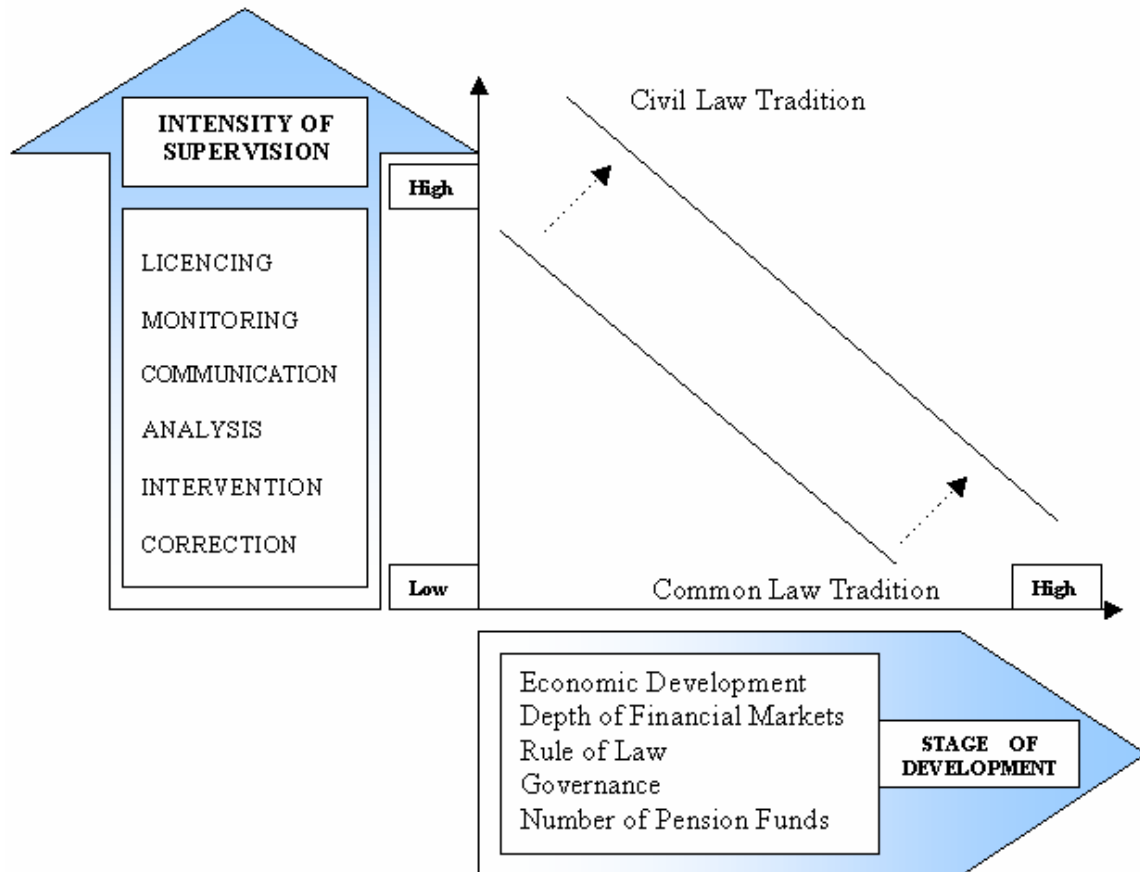 INTENSITY OF
SUPERVISION
LICENCING
MONITORING
COMMUNICATION
ANALYSIS
INTERVENTION
CORRECTION
High
Low
Civil Law Tradition
Common Law Tradition
High
Economic Development
Depth of Financial Markets
Rule of Law
Governance
Number of Pension Funds
STAGE OF
DEVELOPMENT